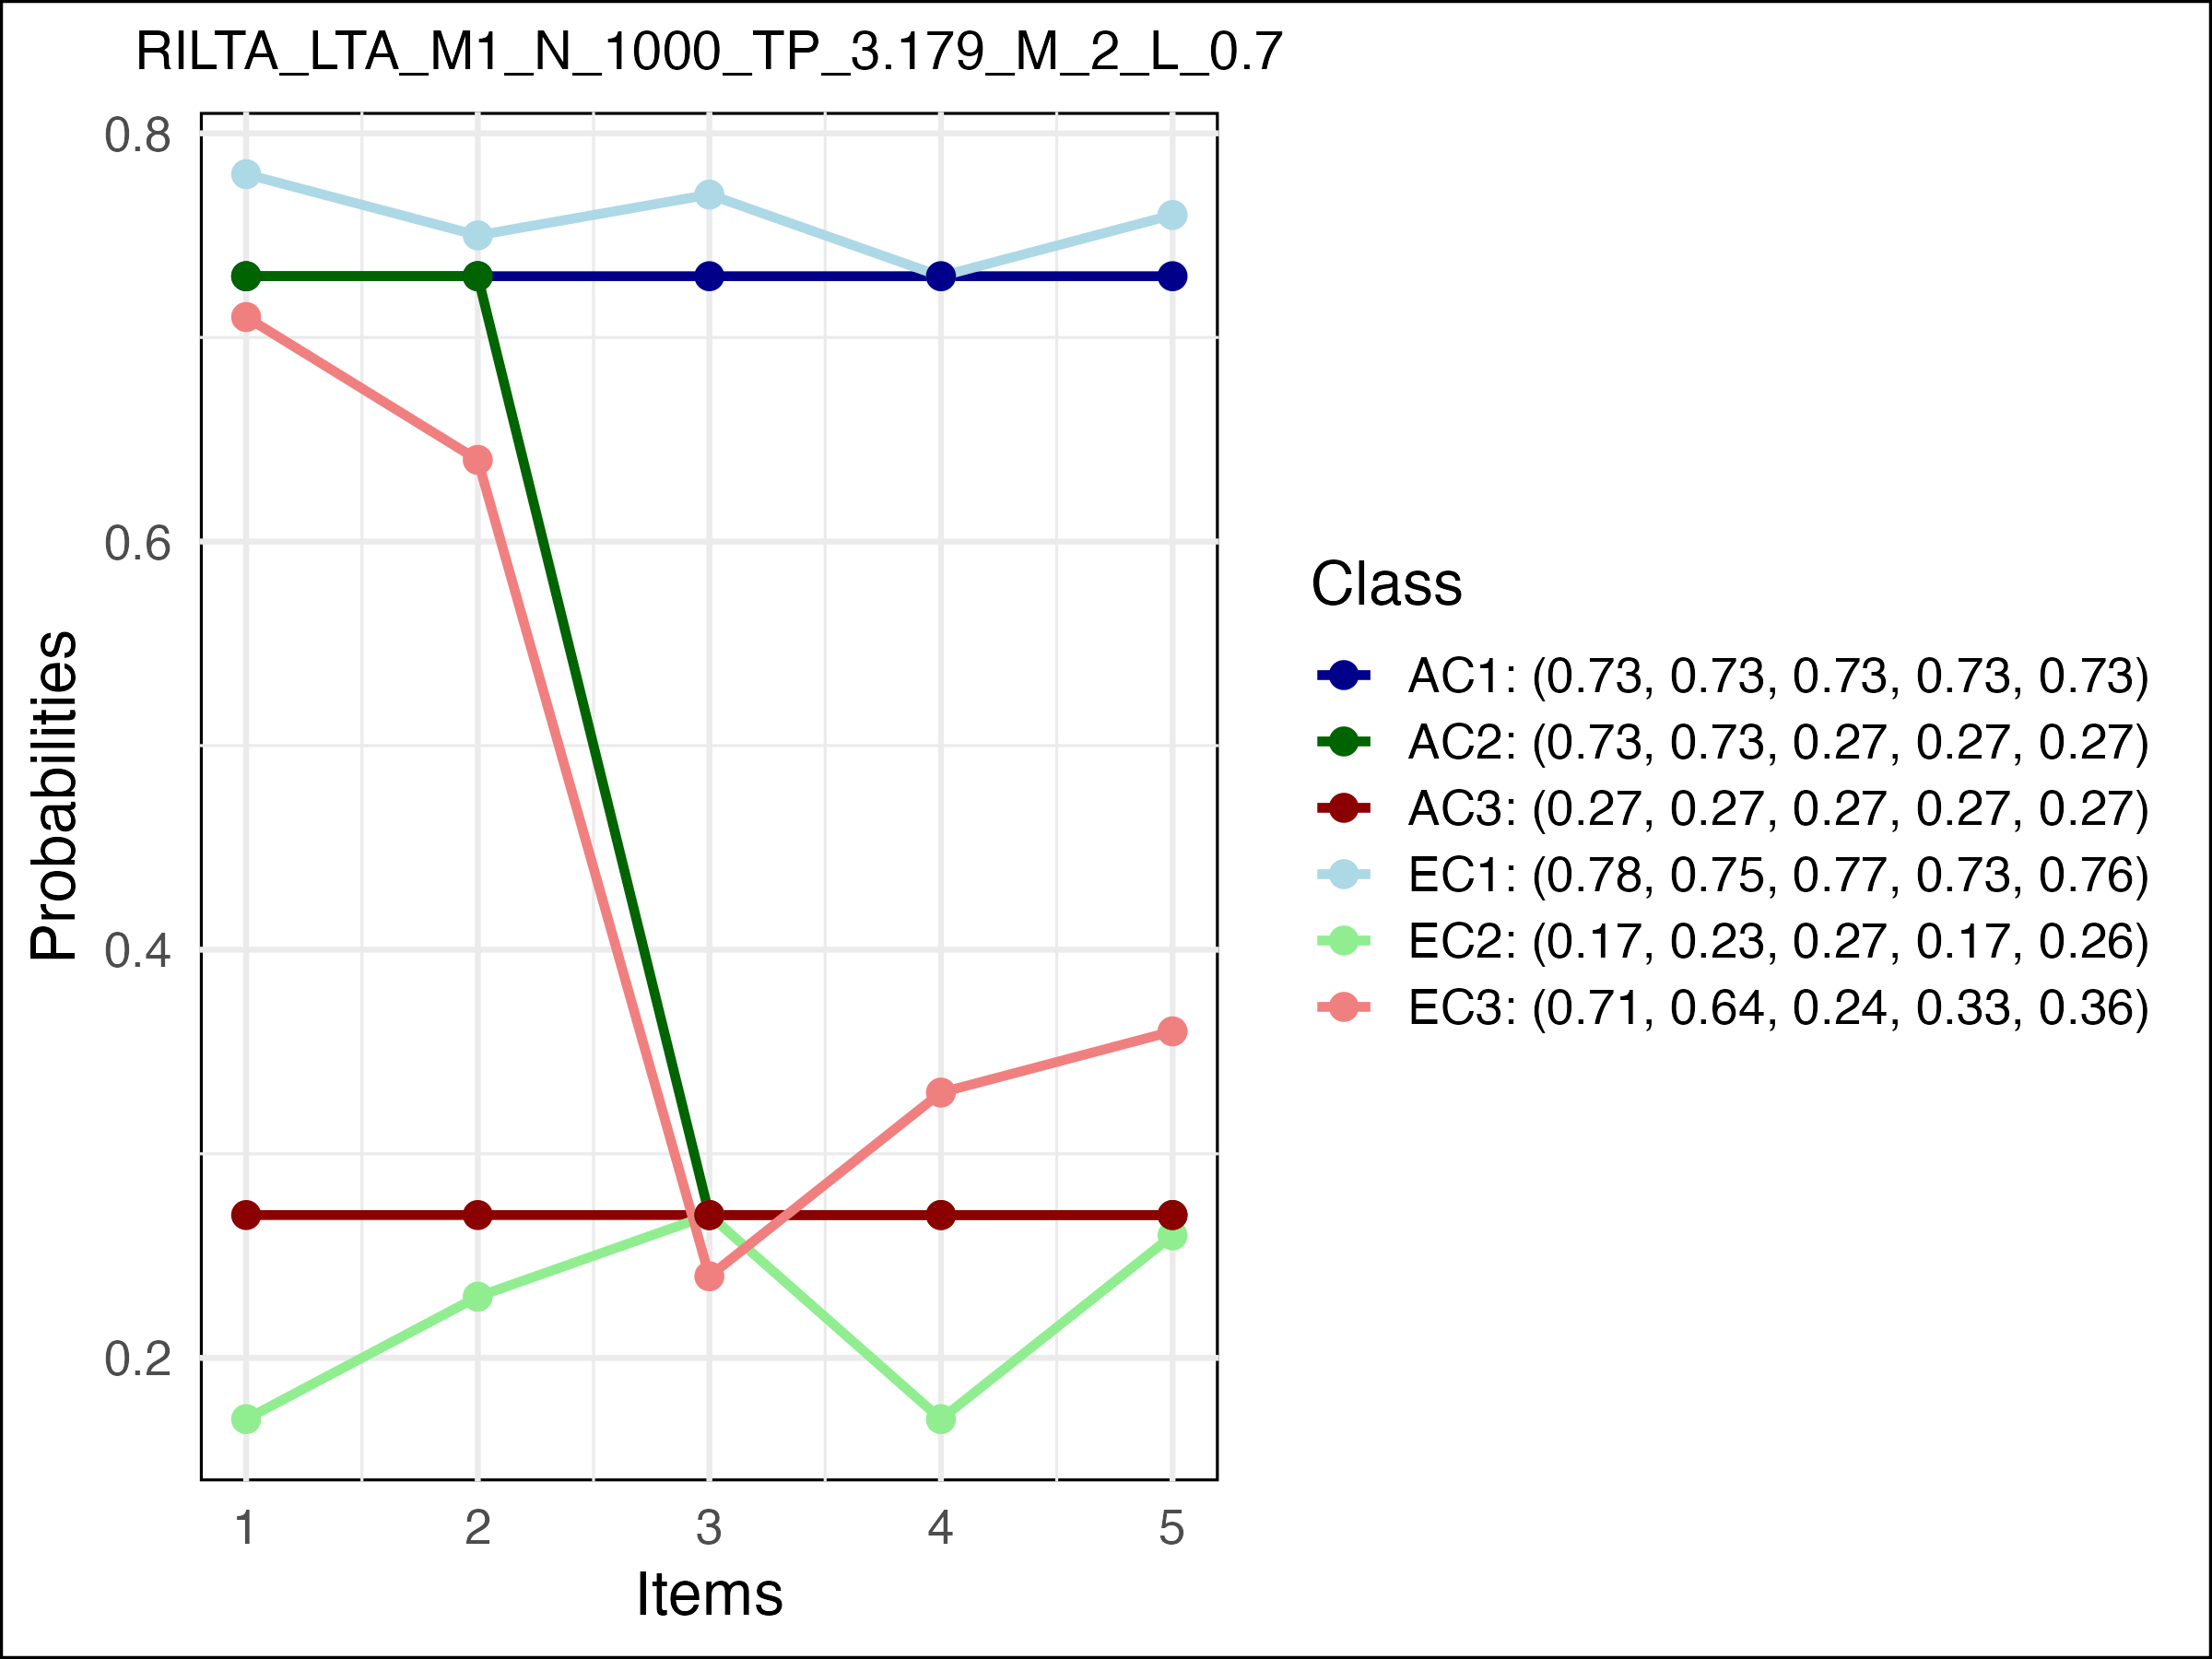 RILTA_LTA_M1_N_1000_TP_3.179_M_2_L_0.7
0.8
0.6
0.4
0.2
Probabilities
1 2 3 4 5
Items
Class
AC1: (0.73, 0.73, 0.73, 0.73, 0.73)
AC2: (0.73, 0.73, 0.27, 0.27, 0.27)
AC3: (0.27, 0.27, 0.27, 0.27, 0.27)
EC1: (0.78, 0.75, 0.77, 0.73, 0.76)
EC2: (0.17, 0.23, 0.27, 0.17, 0.26)
EC3: (0.71, 0.64, 0.24, 0.33, 0.36)